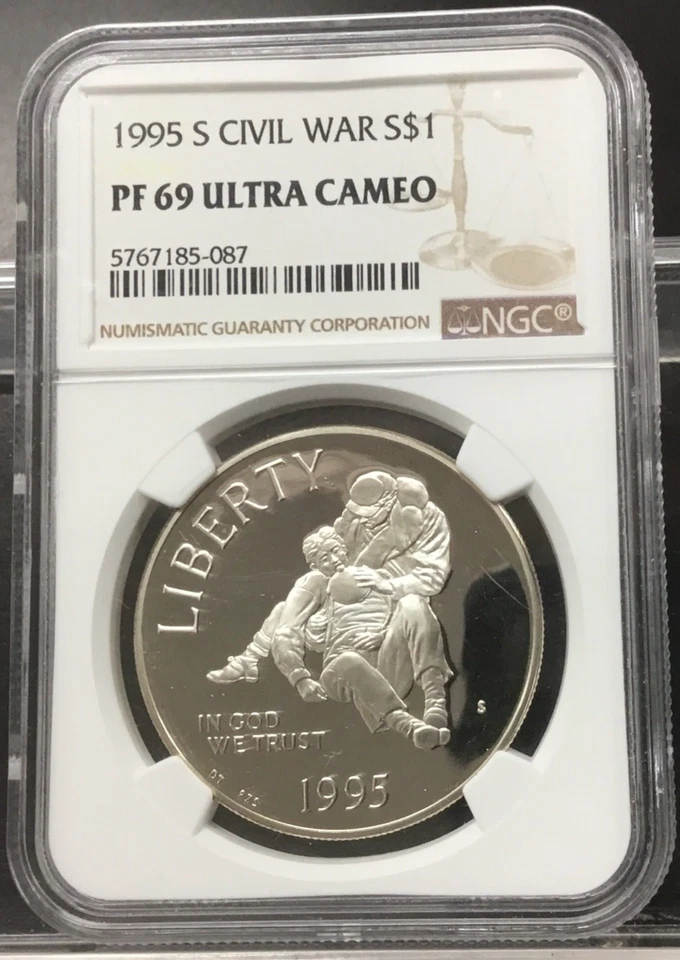 1995 S CIVIL WAR S$1
PF 69 ULTRA CAMEO
5767185-087
NUMISMATIC GUARANTY CORPORATION
NGC®
LIBERTY
S
IN GOD
WE TRUST
1995